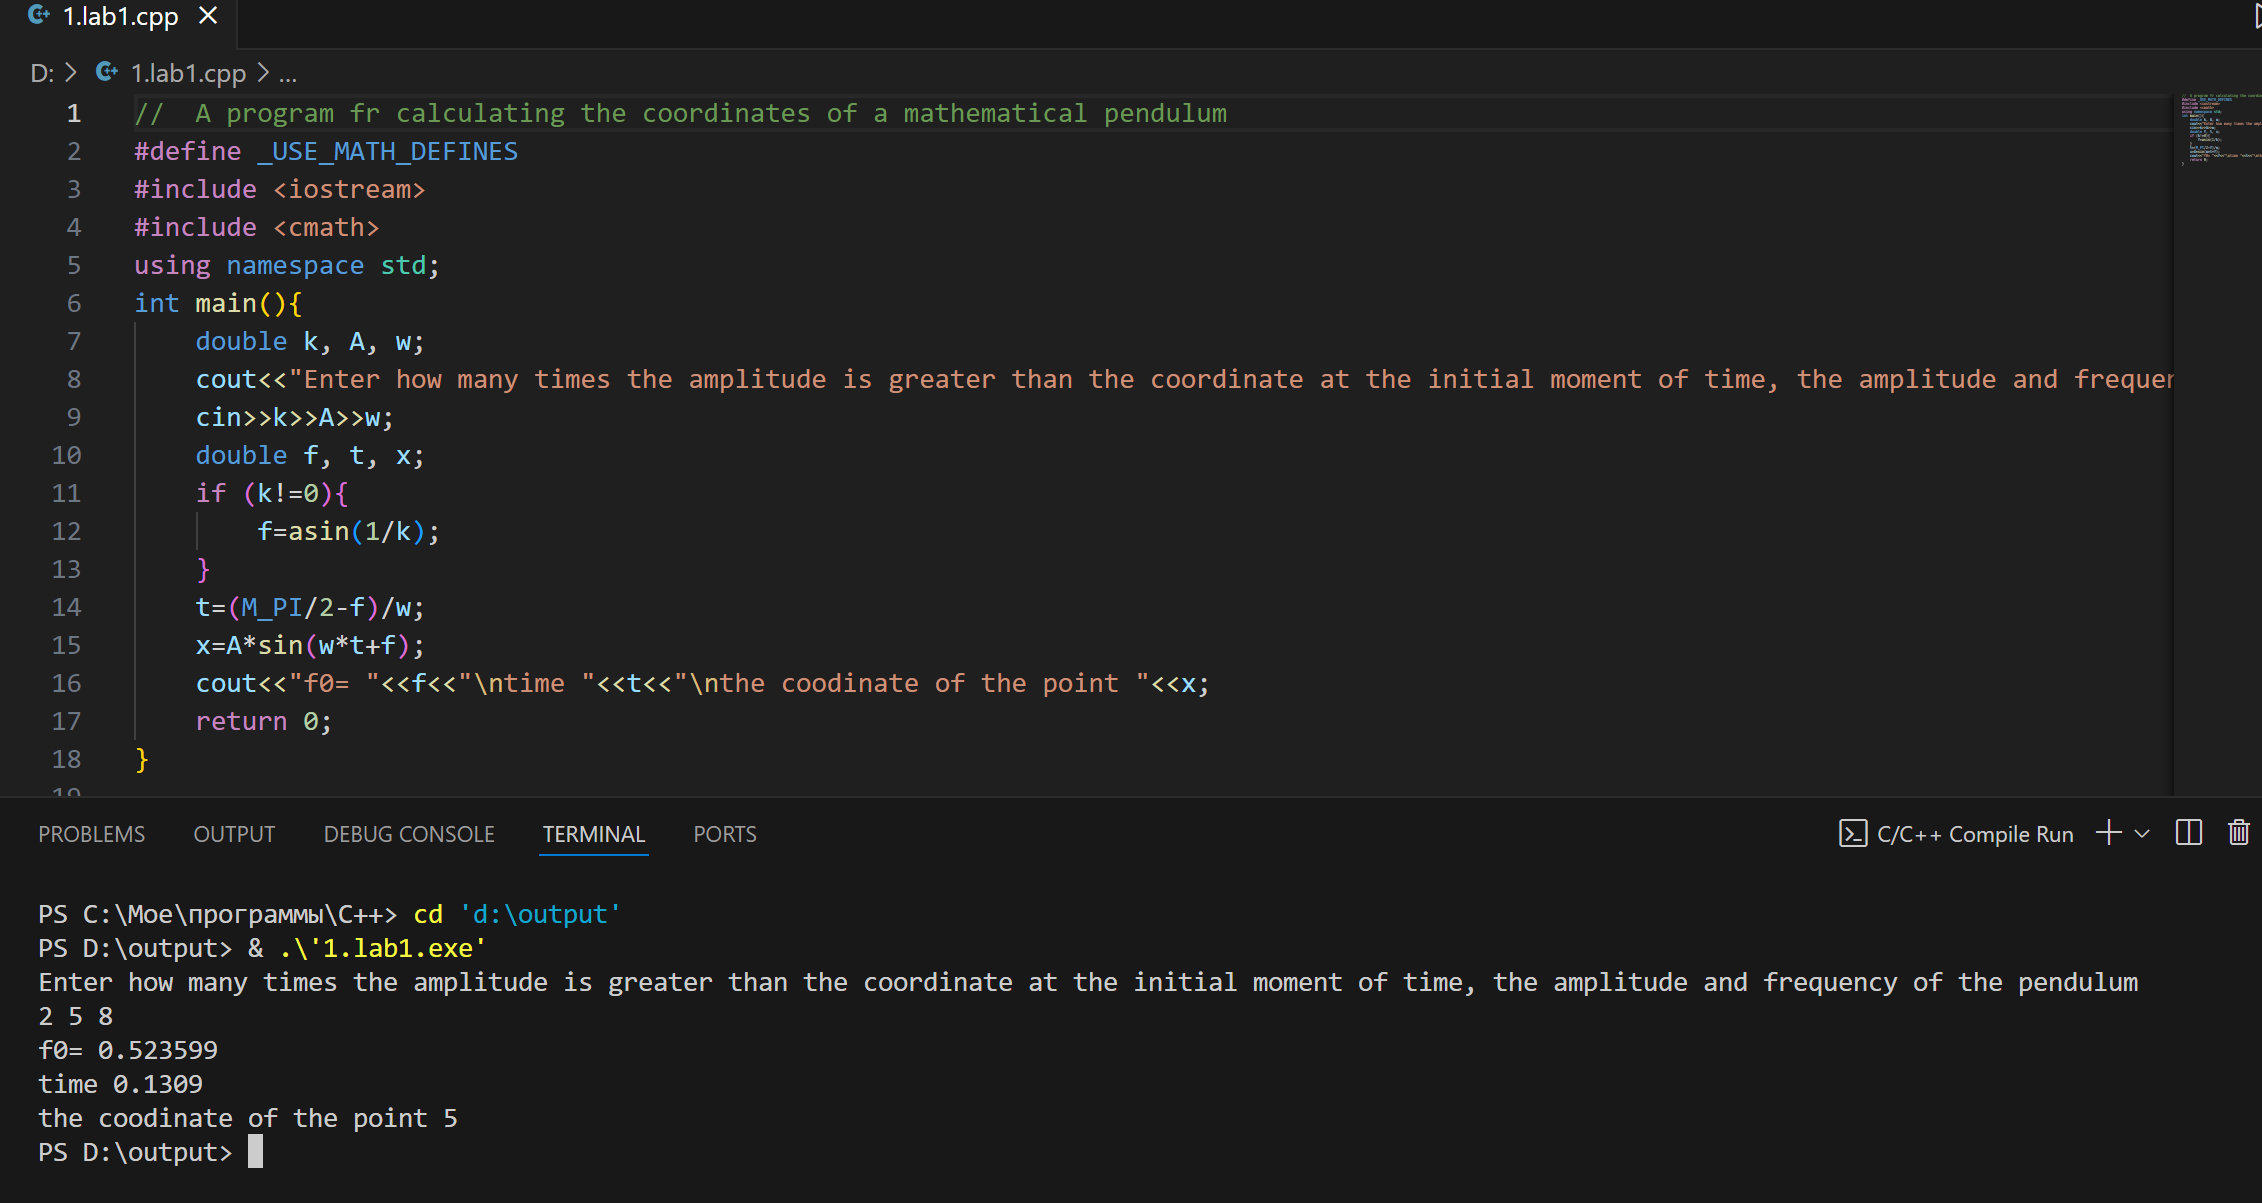 1.lab1.cpp
D: > 1.lab1.cpp > ...
1 //  A program fr calculating the coordinates of a mathematical pendulum
2 #define _USE_MATH_DEFINES
3 #include <iostream>
4 #include <cmath>
5 using namespace std;
6 int main(){
7     double k, A, w;
8     cout<<"Enter how many times the amplitude is greater than the coordinate at the initial moment of time, the amplitude and frequen
9     cin>>k>>A>>w;
10     double f, t, x;
11     if (k!=0){
12         f=asin(1/k);
13     }
14     t=(M_PI/2-f)/w;
15     x=A*sin(w*t+f);
16     cout<<"f0= "<<f<<"\ntime "<<t<<"\nthe coodinate of the point "<<x;
17     return 0;
18 }
19
PROBLEMS OUTPUT DEBUG CONSOLE TERMINAL PORTS C/C++ Compile Run
PS C:\Мое\программы\C++> cd 'd:\output'
PS D:\output> & .\'1.lab1.exe'
Enter how many times the amplitude is greater than the coordinate at the initial moment of time, the amplitude and frequency of the pendulum
2 5 8
f0= 0.523599
time 0.1309
the coodinate of the point 5
PS D:\output>